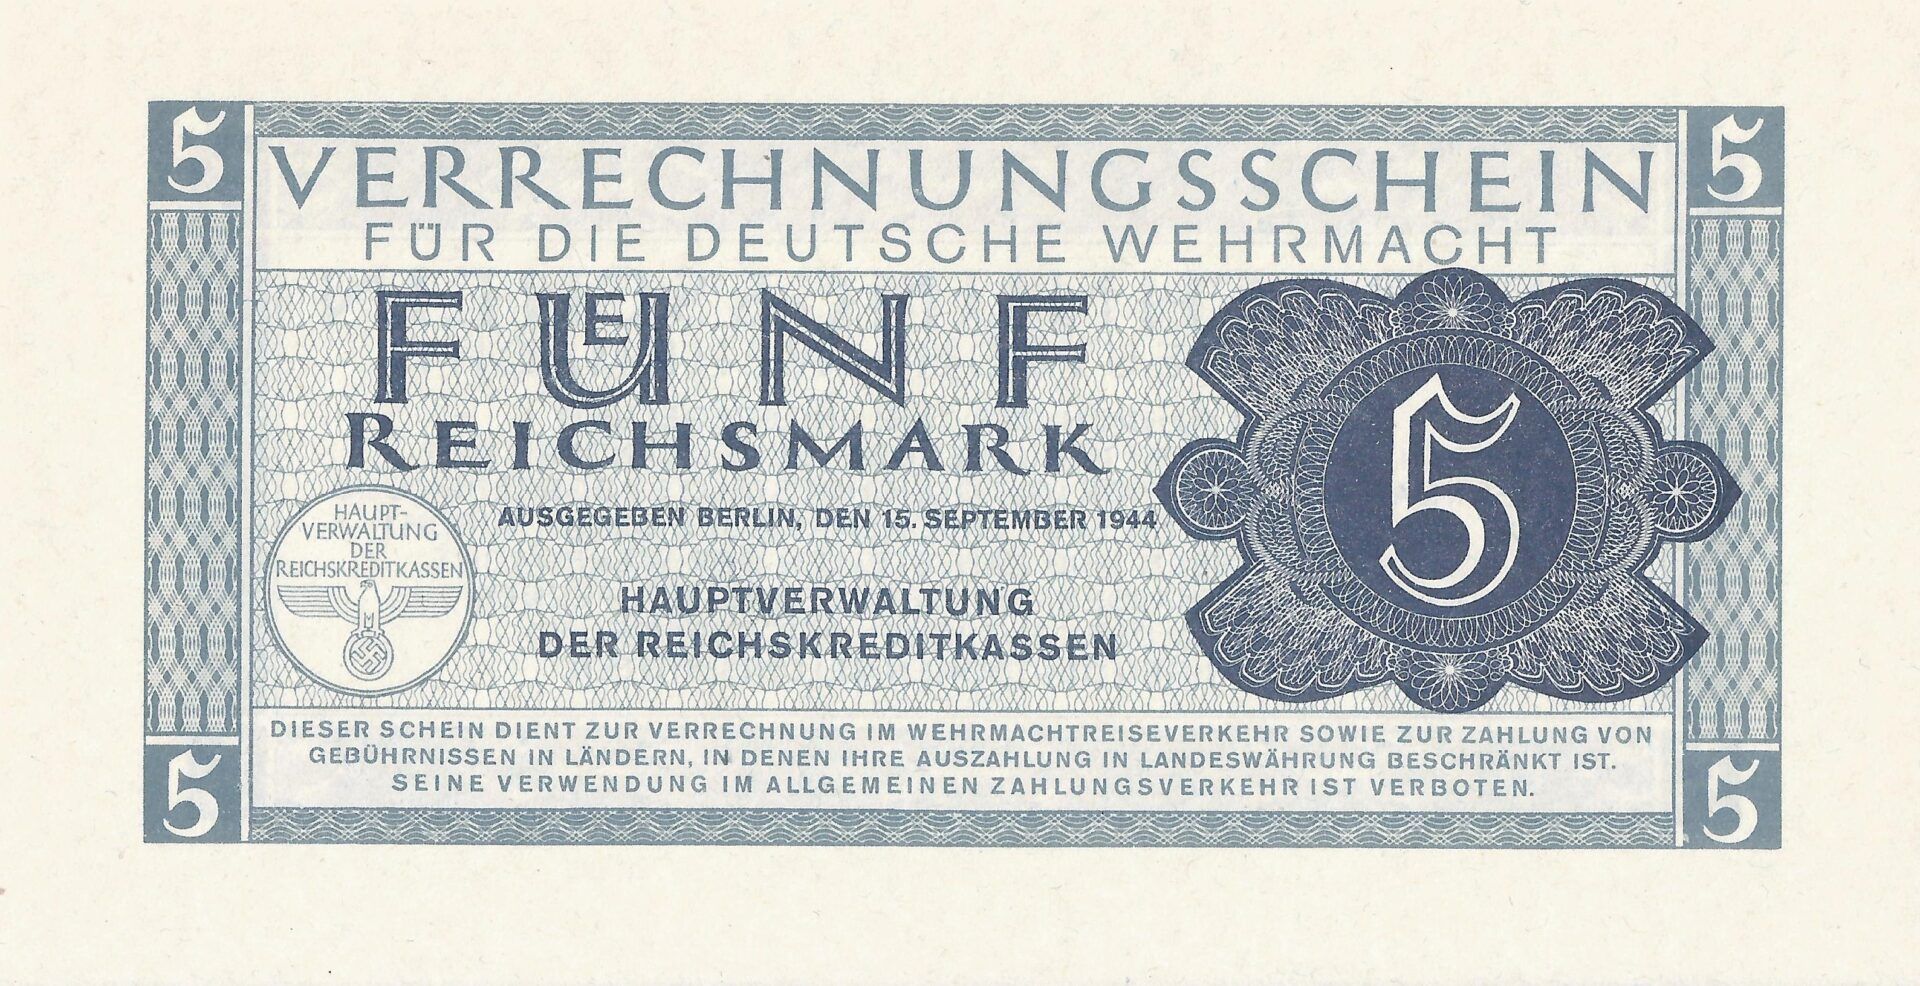 5 5
VERRECHNUNGSSCHEIN
FÜR DIE DEUTSCHE WEHRMACHT
FUENF
REICHSMARK
5
AUSGEGEBEN BERLIN, DEN 15. SEPTEMBER 1944
HAUPT-
VERWALTUNG
DER
REICHSKREDITKASSEN
HAUPTVERWALTUNG
DER REICHSKREDITKASSEN
DIESER SCHEIN DIENT ZUR VERRECHNUNG IM WEHRMACHTREISEVERKEHR SOWIE ZUR ZAHLUNG VON
GEBÜHRNISSEN IN LÄNDERN, IN DENEN IHRE AUSZAHLUNG IN LANDESWÄHRUNG BESCHRÄNKT IST.
SEINE VERWENDUNG IM ALLGEMEINEN ZAHLUNGSVERKEHR IST VERBOTEN.
5 5